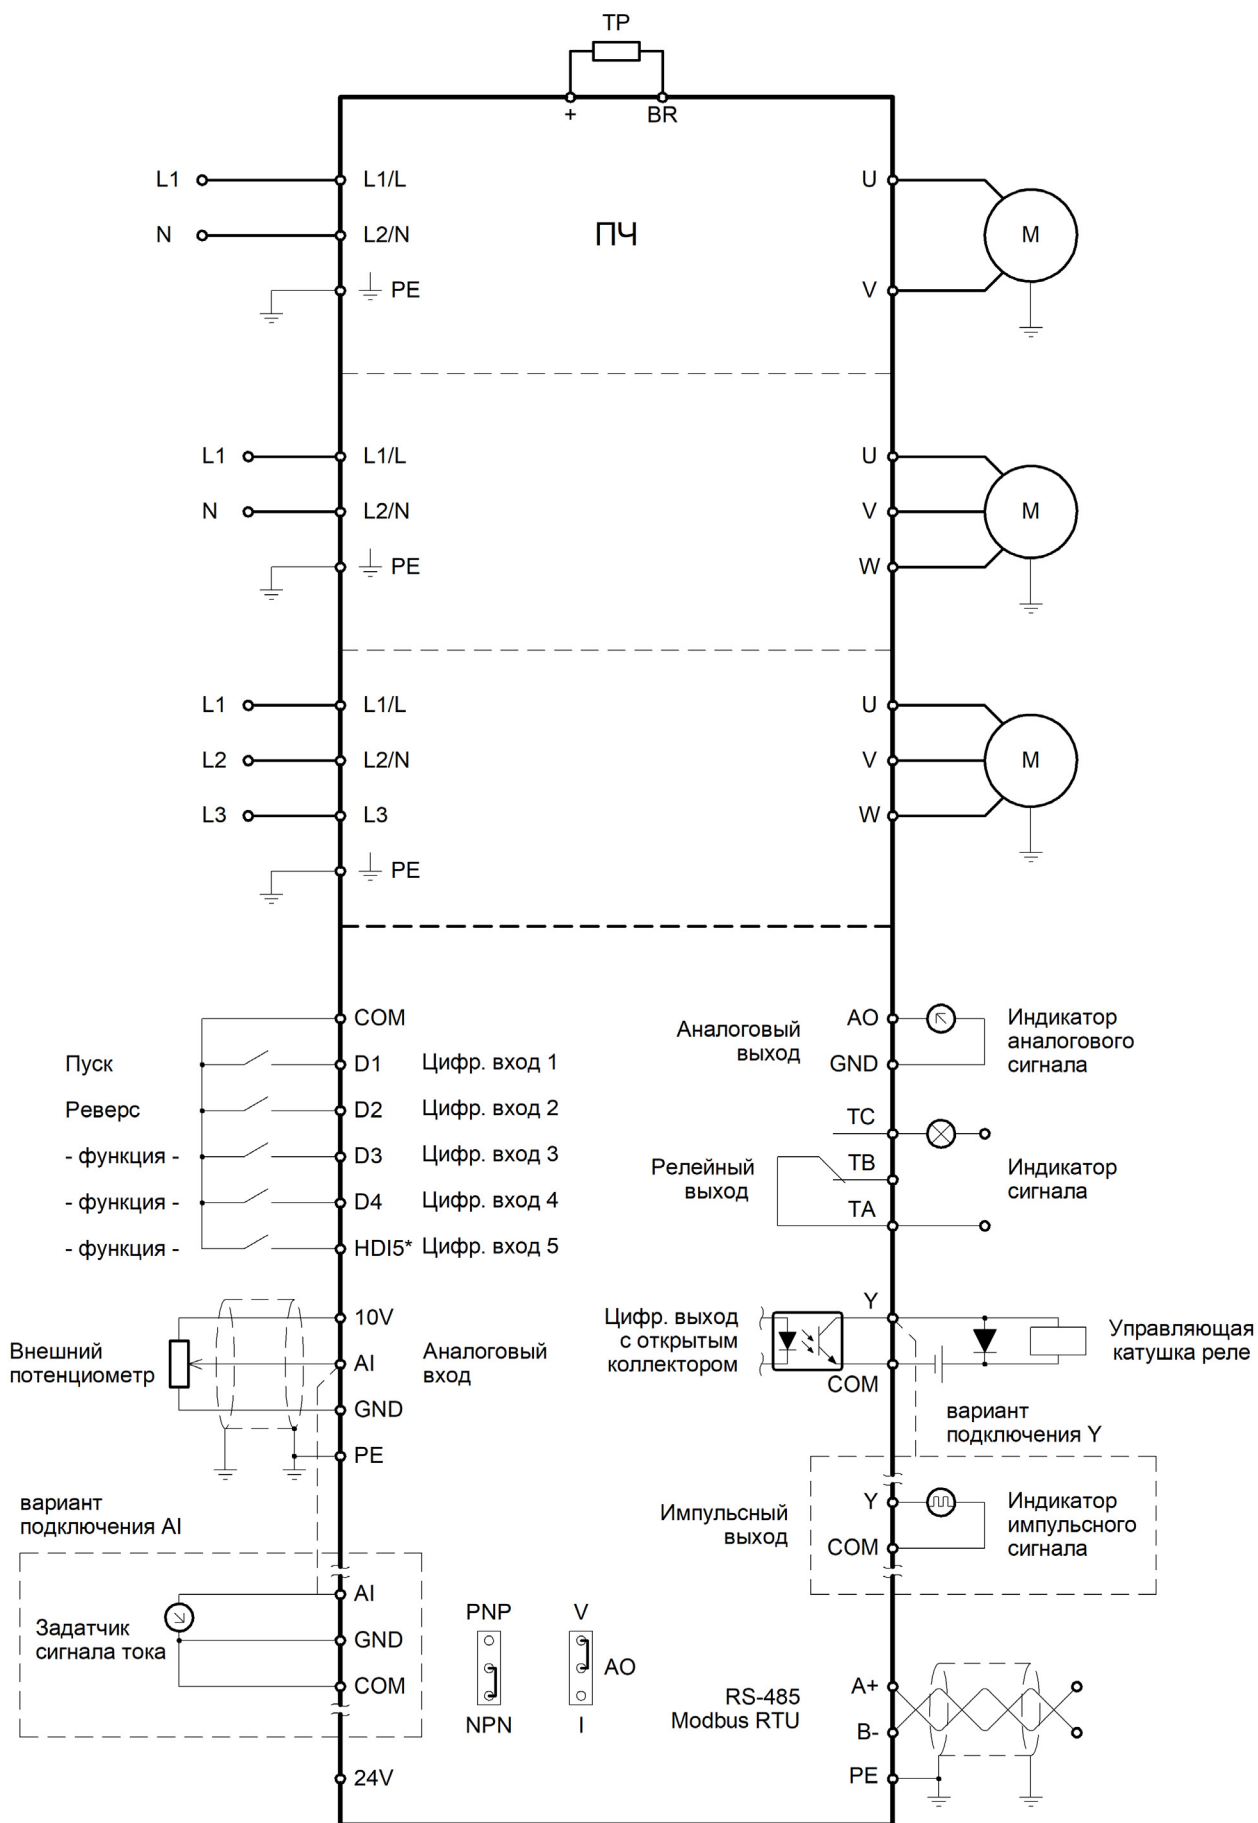 TP
+ BR
L1 L1/L U
ПЧ M
N L2/N
PE V
L1 L1/L U
N L2/N V M
PE W
L1 L1/L U
L2 L2/N V M
L3 L3 W
PE
COM
Пуск D1 Цифр. вход 1
Реверс D2 Цифр. вход 2
- функция - D3 Цифр. вход 3
- функция - D4 Цифр. вход 4
- функция - HDI5* Цифр. вход 5
Аналоговый
выход
AO
GND
Индикатор
аналогового
сигнала
Релейный
выход
TC
TB
TA
Индикатор
сигнала
Внешний
потенциометр
10V
AI
GND
PE
Аналоговый
вход
Цифр. выход
с открытым
коллектором
Y
COM
Управляющая
катушка реле
вариант
подключения Y
Импульсный
выход
Y
COM
Индикатор
импульсного
сигнала
вариант
подключения AI
Задатчик
сигнала тока
AI
GND
COM
24V
PNP
NPN
V
AO
I
RS-485
Modbus RTU
A+
B-
PE